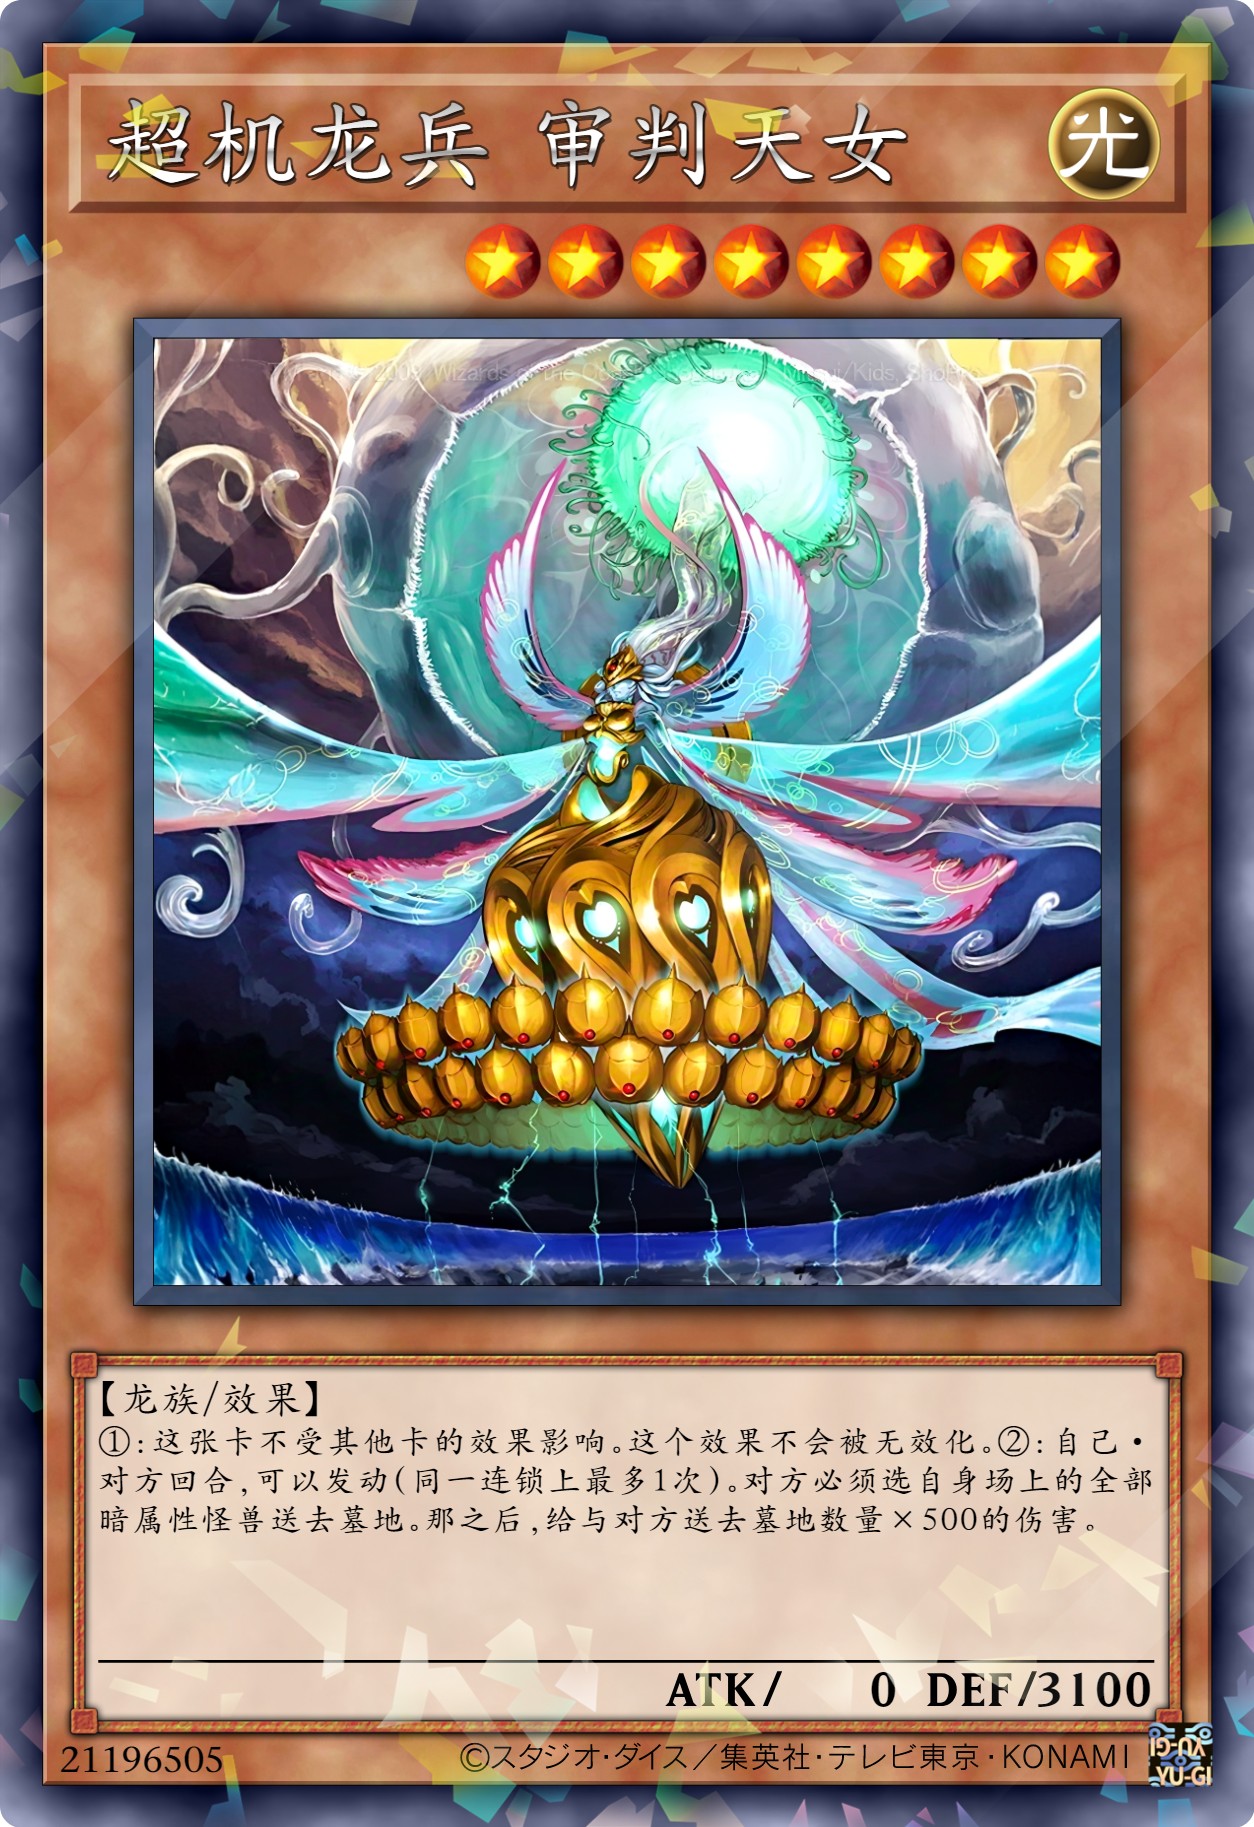 超机龙兵 审判天女
光
【龙族/效果】
①:这张卡不受其他卡的效果影响。这个效果不会被无效化。②:自己·
对方回合,可以发动(同一连锁上最多1次)。对方必须选自身场上的全部
暗属性怪兽送去墓地。那之后,给与对方送去墓地数量×500的伤害。
ATK/ 0 DEF/3100
21196505
©スタジオ·ダイス/集英社·テレビ東京·KONAMI
YU-GI
YU-GI